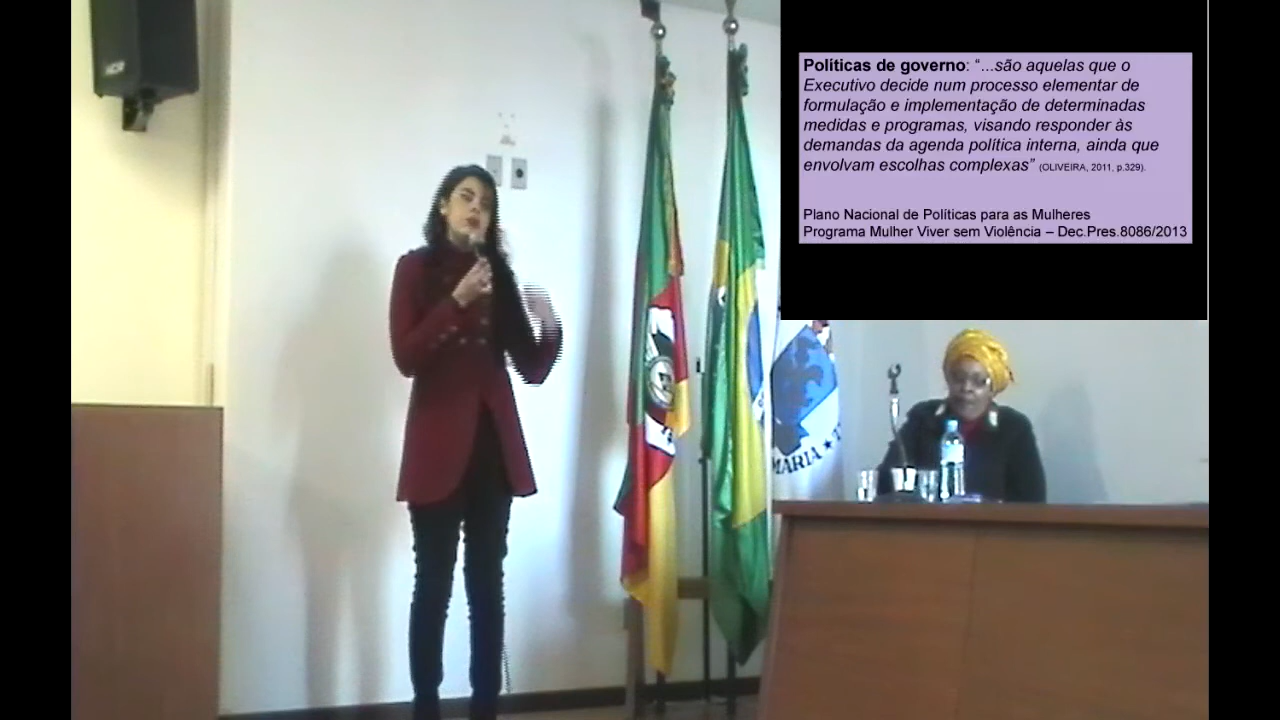 Políticas de governo: “...são aquelas que o
Executivo decide num processo elementar de
formulação e implementação de determinadas
medidas e programas, visando responder às
demandas da agenda política interna, ainda que
envolvam escolhas complexas” (OLIVEIRA, 2011, p.329).
Plano Nacional de Políticas para as Mulheres
Programa Mulher Viver sem Violência – Dec.Pres.8086/2013
MARIA